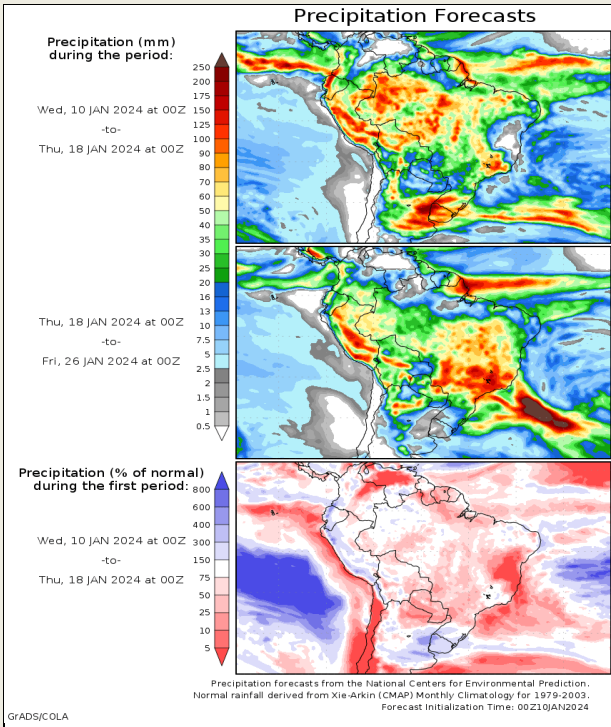 Precipitation Forecasts
Precipitation (mm)
during the period:
Wed, 10 JAN 2024 at 00Z
-to-
Thu, 18 JAN 2024 at 00Z
250
200
175
150
125
100
90
80
70
60
50
40
35
30
25
20
16
13
10
7.5
5
2.5
2
1.5
1
0.5
Thu, 18 JAN 2024 at 00Z
-to-
Fri, 26 JAN 2024 at 00Z
Precipitation (% of normal)
during the first period:
Wed, 10 JAN 2024 at 00Z
-to-
Thu, 18 JAN 2024 at 00Z
800
600
400
300
150
75
50
25
10
5
Precipitation forecasts from the National Centers for Environmental Prediction.
Normal rainfall derived from Xie-Arkin (CMAP) Monthly Climatology for 1979-2003.
Forecast Initialization Time: 00Z10JAN2024
GrADS/COLA